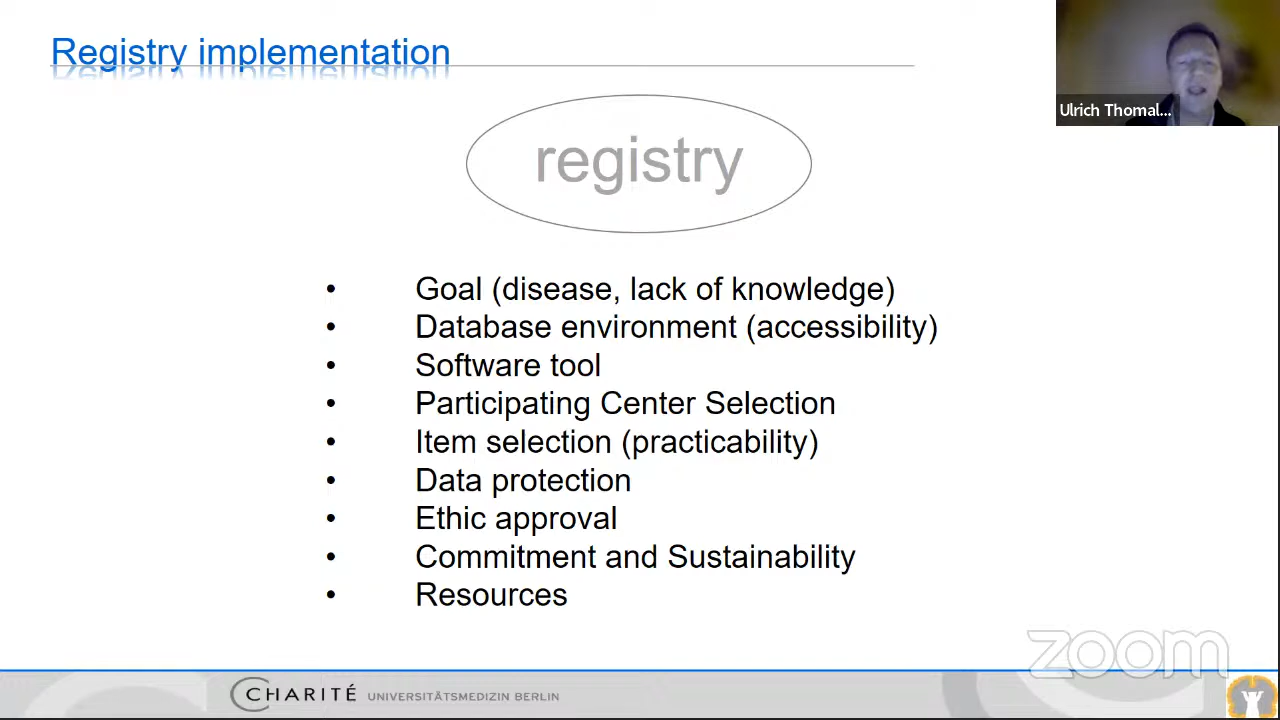 Registry implementation
Ulrich Thomal...
registry
• Goal (disease, lack of knowledge)
• Database environment (accessibility)
• Software tool
• Participating Center Selection
• Item selection (practicability)
• Data protection
• Ethic approval
• Commitment and Sustainability
• Resources
zoom
CHARITÉ UNIVERSITÄTSMEDIZIN BERLIN